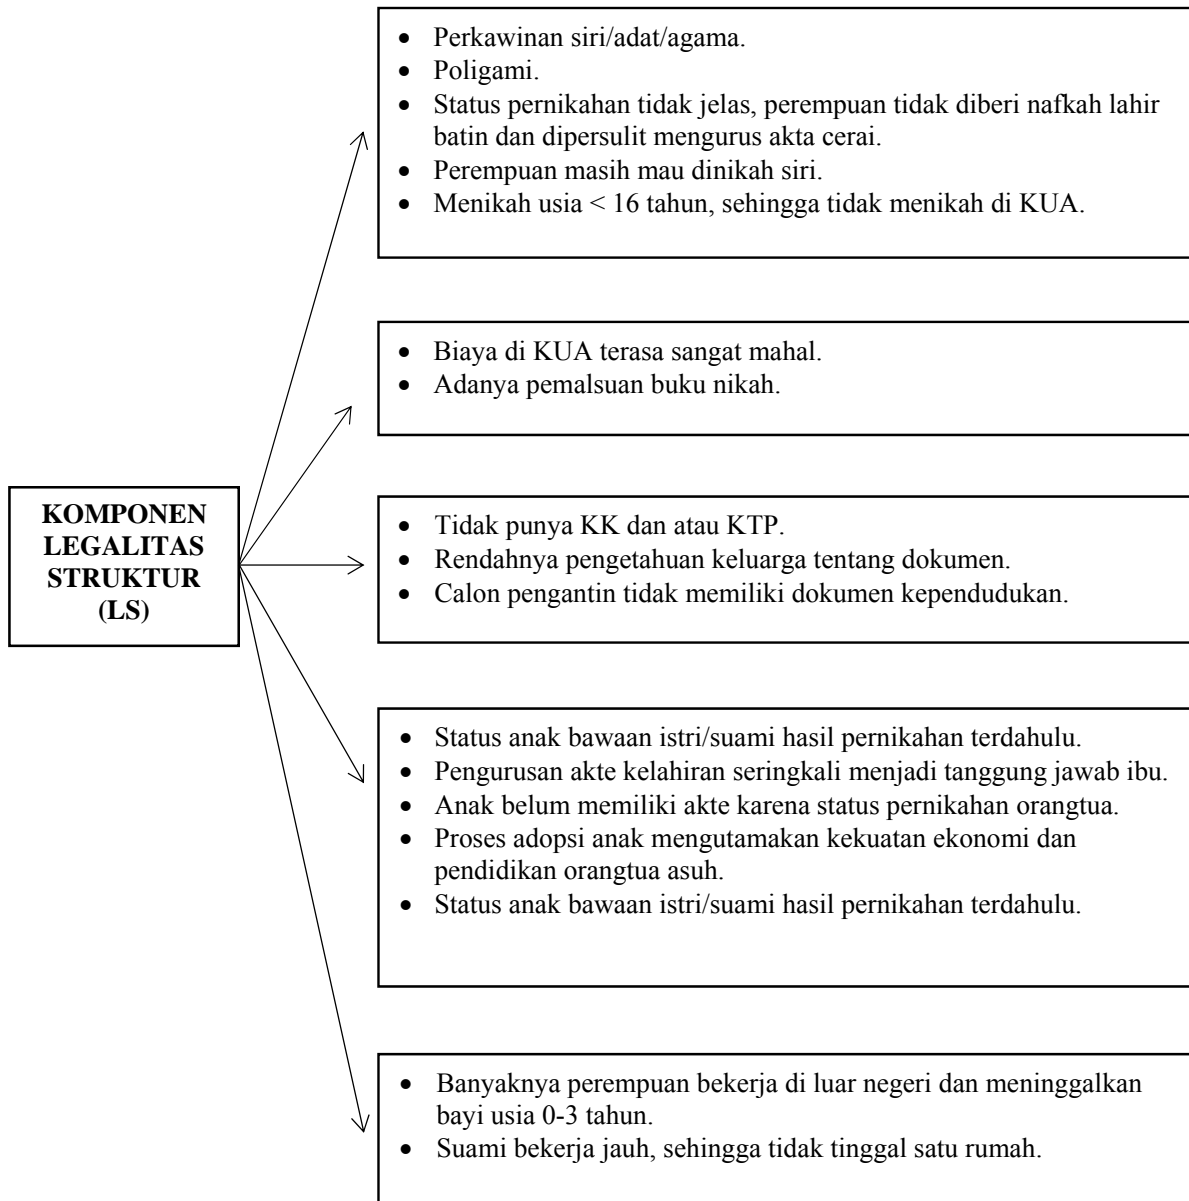 • Perkawinan siri/adat/agama.
• Poligami.
• Status pernikahan tidak jelas, perempuan tidak diberi nafkah lahir
batin dan dipersulit mengurus akta cerai.
• Perempuan masih mau dinikah siri.
• Menikah usia < 16 tahun, sehingga tidak menikah di KUA.
• Biaya di KUA terasa sangat mahal.
• Adanya pemalsuan buku nikah.
KOMPONEN
LEGALITAS
STRUKTUR
(LS)
• Tidak punya KK dan atau KTP.
• Rendahnya pengetahuan keluarga tentang dokumen.
• Calon pengantin tidak memiliki dokumen kependudukan.
• Status anak bawaan istri/suami hasil pernikahan terdahulu.
• Pengurusan akte kelahiran seringkali menjadi tanggung jawab ibu.
• Anak belum memiliki akte karena status pernikahan orangtua.
• Proses adopsi anak mengutamakan kekuatan ekonomi dan
pendidikan orangtua asuh.
• Status anak bawaan istri/suami hasil pernikahan terdahulu.
• Banyaknya perempuan bekerja di luar negeri dan meninggalkan
bayi usia 0-3 tahun.
• Suami bekerja jauh, sehingga tidak tinggal satu rumah.